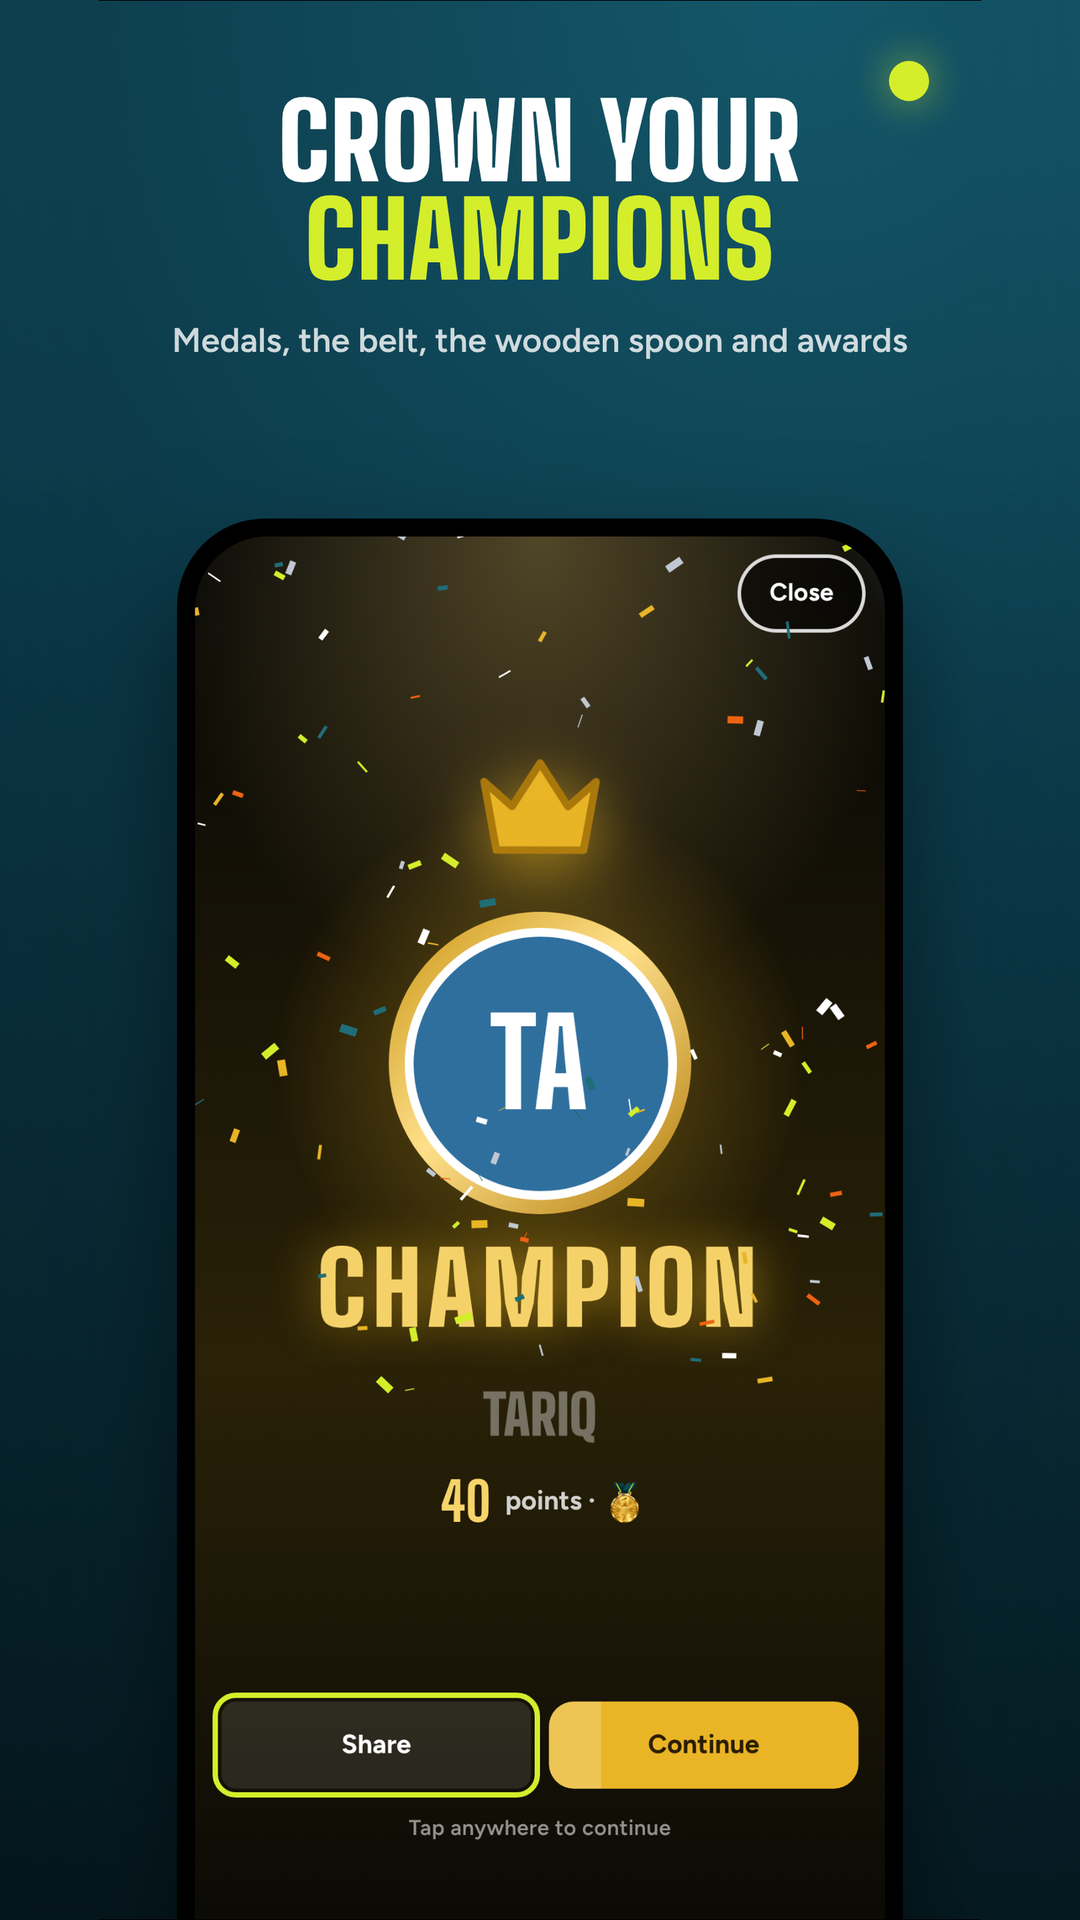 CROWN YOUR
CHAMPIONS
Medals, the belt, the wooden spoon and awards
Close
TA
CHAMPION
TARIQ
40 points ·
Share
Continue
Tap anywhere to continue